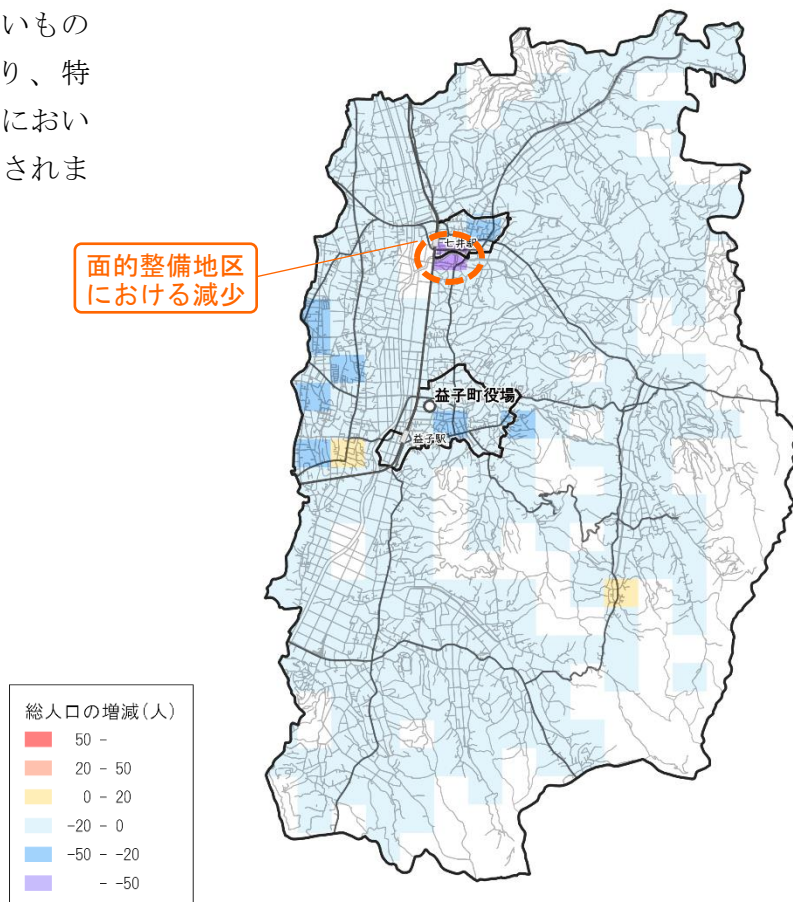 いもの
り、特
におい
されま
七井駅
面的整備地区
における減少
益子町役場
益子駅
総人口の増減(人)
50 -
20 - 50
0 - 20
-20 - 0
-50 - -20
- -50